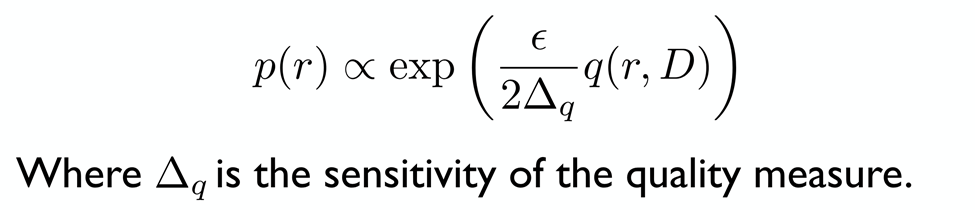 p(r) ∝ exp ( ϵ / 2Δ_q q(r, D) )
Where Δ_q is the sensitivity of the quality measure.